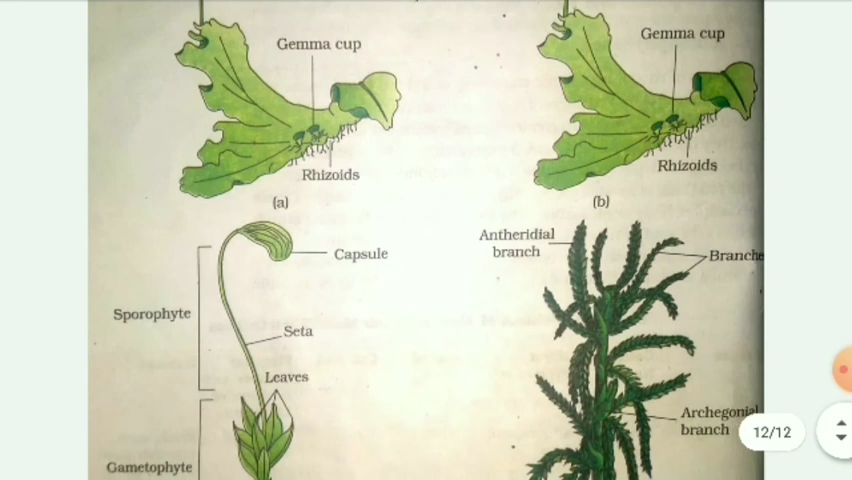 Gemma cup
Gemma cup
Rhizoids
Rhizoids
(a)
(b)
Antheridial
branch
Capsule
Branche
Sporophyte
Seta
Leaves
Archegonial
branch
12/12
Gametophyte